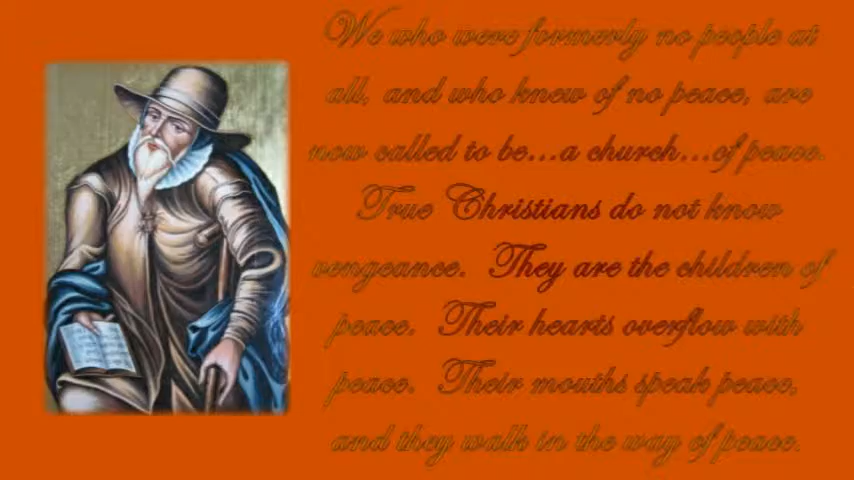 We who were formerly no people at
all, and who knew of no peace, are
now called to be...a church...of peace.
True Christians do not know
vengeance. They are the children of
peace. Their hearts overflow with
peace. Their mouths speak peace,
and they walk in the way of peace.